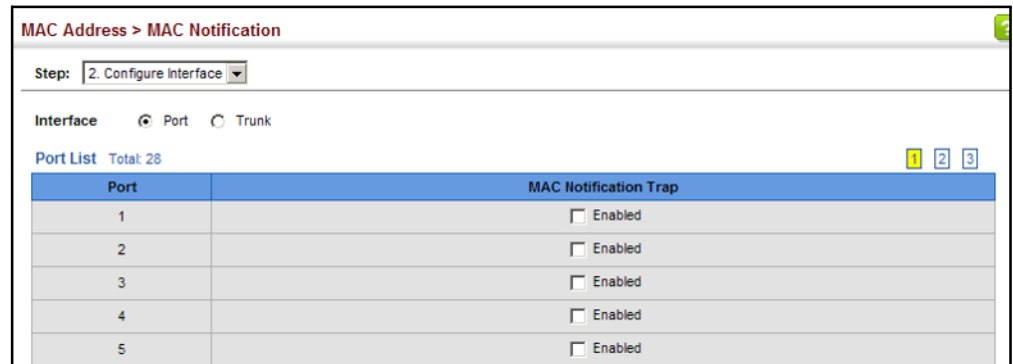 MAC Address > MAC Notification
?
Step: 2. Configure Interface
Interface Port Trunk
Port List Total: 28 1 2 3
Port MAC Notification Trap
1 Enabled
2 Enabled
3 Enabled
4 Enabled
5 Enabled